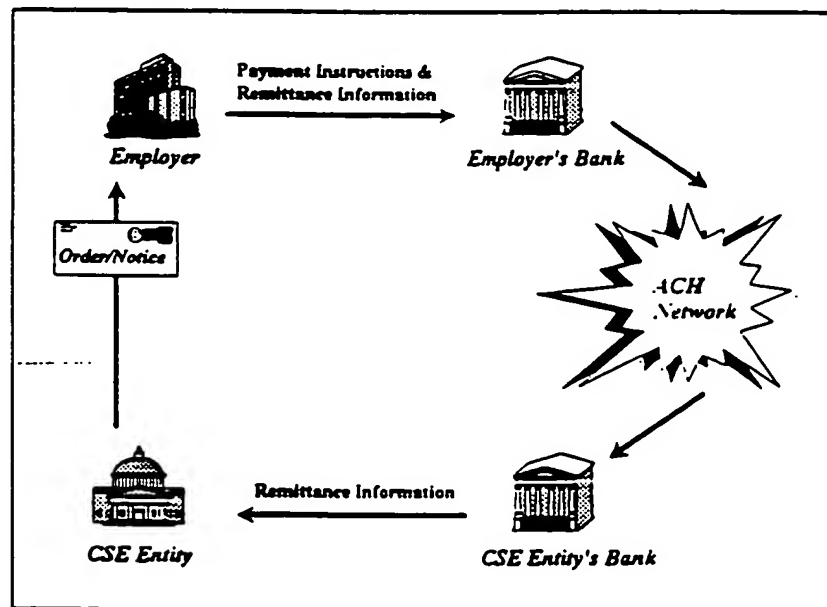 Payment Instructions &
Remittance Information
Employer
Employer's Bank
Order/Notice
ACH
Network
Remittance Information
CSE Entity
CSE Entity's Bank